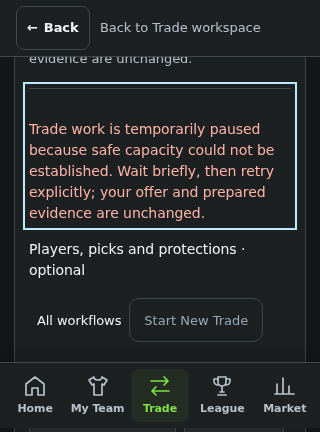 ← Back
Back to Trade workspace
evidence are unchanged.
Trade work is temporarily paused
because safe capacity could not be
established. Wait briefly, then retry
explicitly; your offer and prepared
evidence are unchanged.
Players, picks and protections ·
optional
All workflows
Start New Trade
Home
My Team
Trade
League
Market